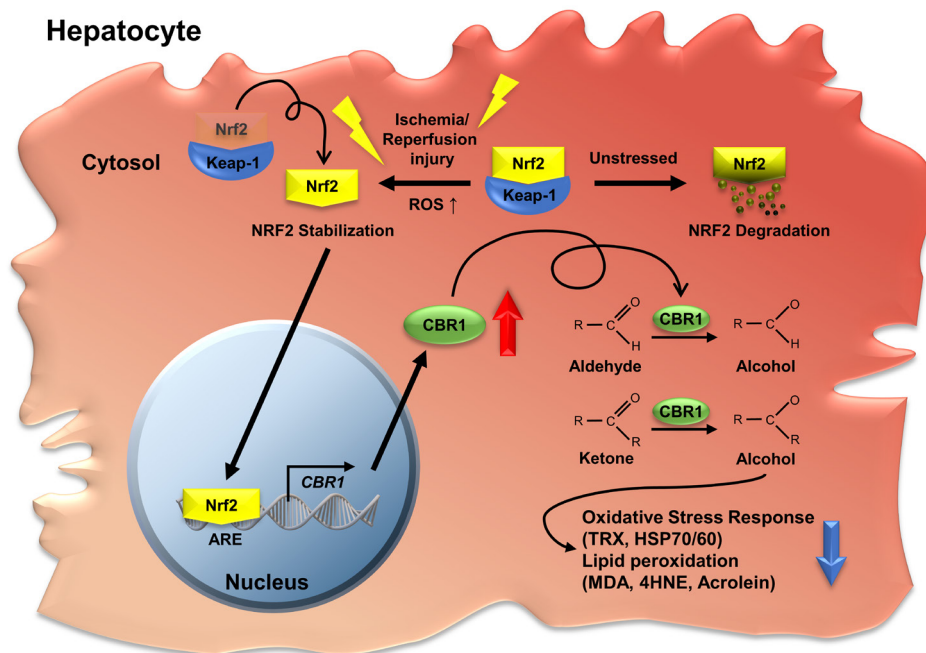 Hepatocyte
Cytosol
Nrf2
Keap-1
Nrf2
NRF2 Stabilization
Ischemia/
Reperfusion
injury
ROS ↑
Nrf2
Keap-1
Unstressed
Nrf2
NRF2 Degradation
CBR1
R
C
O
H
Aldehyde
CBR1
R
C
O
H
Alcohol
R
C
O
R
Ketone
CBR1
R
C
O
R
Alcohol
Nrf2
ARE
CBR1
Nucleus
Oxidative Stress Response
(TRX, HSP70/60)
Lipid peroxidation
(MDA, 4HNE, Acrolein)